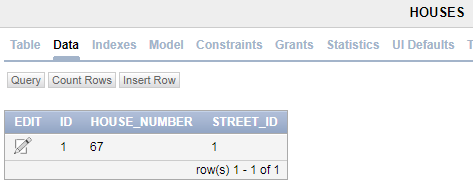 HOUSES
Table Data Indexes Model Constraints Grants Statistics UI Defaults
Query Count Rows Insert Row
EDIT ID HOUSE_NUMBER STREET_ID
1 67 1
row(s) 1 - 1 of 1